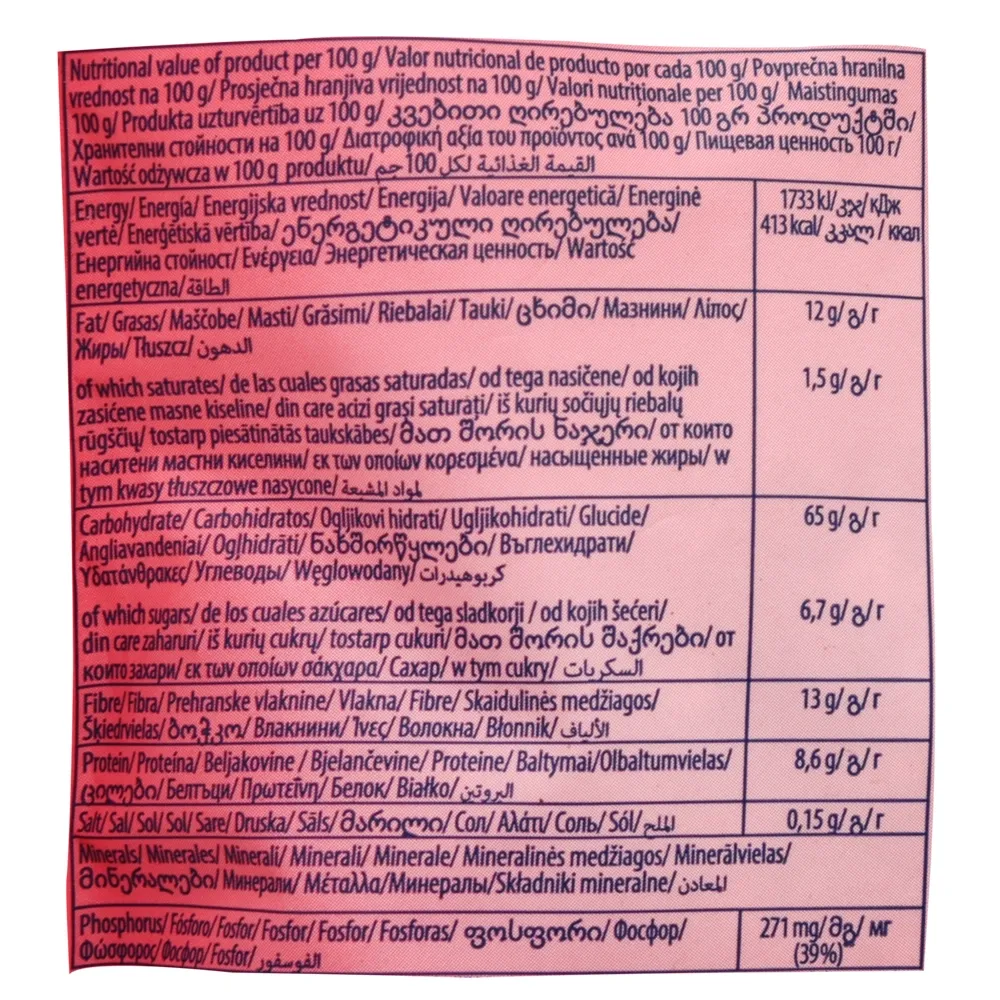 Nutritional value of product per 100 g/ Valor nutricional de producto por cada 100 g/ Povprečna hranilna
vrednost na 100 g/ Prosječna hranjiva vrijednost na 100 g/ Valori nutriționale per 100 g/ Maistingumas
100 g/ Produkta uzturvērtība uz 100 g/ კვებითი ღირებულება 100 გრ პროდუქტში/
Хранителни стойности на 100 g/ Διατροφική αξία του προϊόντος ανά 100 g/ Пищевая ценность 100 г/
Wartość odżywcza w 100 g produktu/ القيمة الغذائية لكل 100 جم
Energy/ Energía/ Energijska vrednost/ Energija/ Valoare energetică/ Energinė
vertė/ Enerģētiskā vērtība/ ენერგეტიკული ღირებულება/
Енергийна стойност/ Ενέργεια/ Энергетическая ценность/ Wartość
energetyczna/ الطاقة
1733 kJ/ კჯ/ кДж
413 kcal/ კკალ / ккал
Fat/ Grasas/ Maščobe/ Masti/ Grăsimi/ Riebalai/ Tauki/ ცხიმი/ Мазнини/ Λίπος/
Жиры/ Tłuszcz/ الدهون
12 g/ გ/ г
of which saturates/ de las cuales grasas saturadas/ od tega nasičene/ od kojih
zasićene masne kiseline/ din care acizi grași saturați/ iš kurių sočiųjų riebalų
rūgščių/ tostarp piesātinātās taukskābes/ მათ შორის ნაჯერი/ от които
наситени мастни киселини/ εκ των οποίων κορεσμένα/ насыщенные жиры/ w
tym kwasy tłuszczowe nasycone/ لمواد المشبعة
1,5 g/ გ/ г
Carbohydrate/ Carbohidratos/ Ogljikovi hidrati/ Ugljikohidrati/ Glucide/
Angliavandeniai/ Ogļhidrāti/ ნახშირწყლები/ Въглехидрати/
Υδατάνθρακες/ Углеводы/ Węglowodany/ كربوهيدرات
65 g/ გ/ г
of which sugars/ de los cuales azúcares/ od tega sladkorji / od kojih šećeri/
din care zaharuri/ iš kurių cukrų/ tostarp cukuri/ მათ შორის შაქრები/ от
които захари/ εκ των οποίων σάκχαρα/ Сахар/ w tym cukry/ السكريات
6,7 g/ გ/ г
Fibre/ Fibra/ Prehranske vlaknine/ Vlakna/ Fibre/ Skaidulinės medžiagos/
Šķiedrvielas/ ბოჭკო/ Влакнини/ Ίνες/ Волокна/ Błonnik/ الألياف
13 g/ გ/ г
Protein/ Proteína/ Beljakovine / Bjelančevine/ Proteine/ Baltymai/Olbaltumvielas/
ცილები/ Белтъци/ Πρωτεΐνη/ Белок/ Białko/ البروتين
8,6 g/ გ/ г
Salt/ Sal/ Sol/ Sol/ Sare/ Druska/ Sāls/ მარილი/ Сол/ Αλάτι/ Соль/ Sól/ الملح
0,15 g/ გ/ г
Minerals/ Minerales/ Minerali/ Minerali/ Minerale/ Mineralinės medžiagos/ Minerālvielas/
მინერალები/ Минерали/ Μέταλλα/Минералы/Składniki mineralne/ المعادن
Phosphorus/ Fósforo/ Fosfor/ Fosfor/ Fosfor/ Fosforas/ ფოსფორი/ Фосфор/
Φώσφορος/ Фосфор/ Fosfor/ الفوسفور
271 mg/ მგ/ мг
(39%)